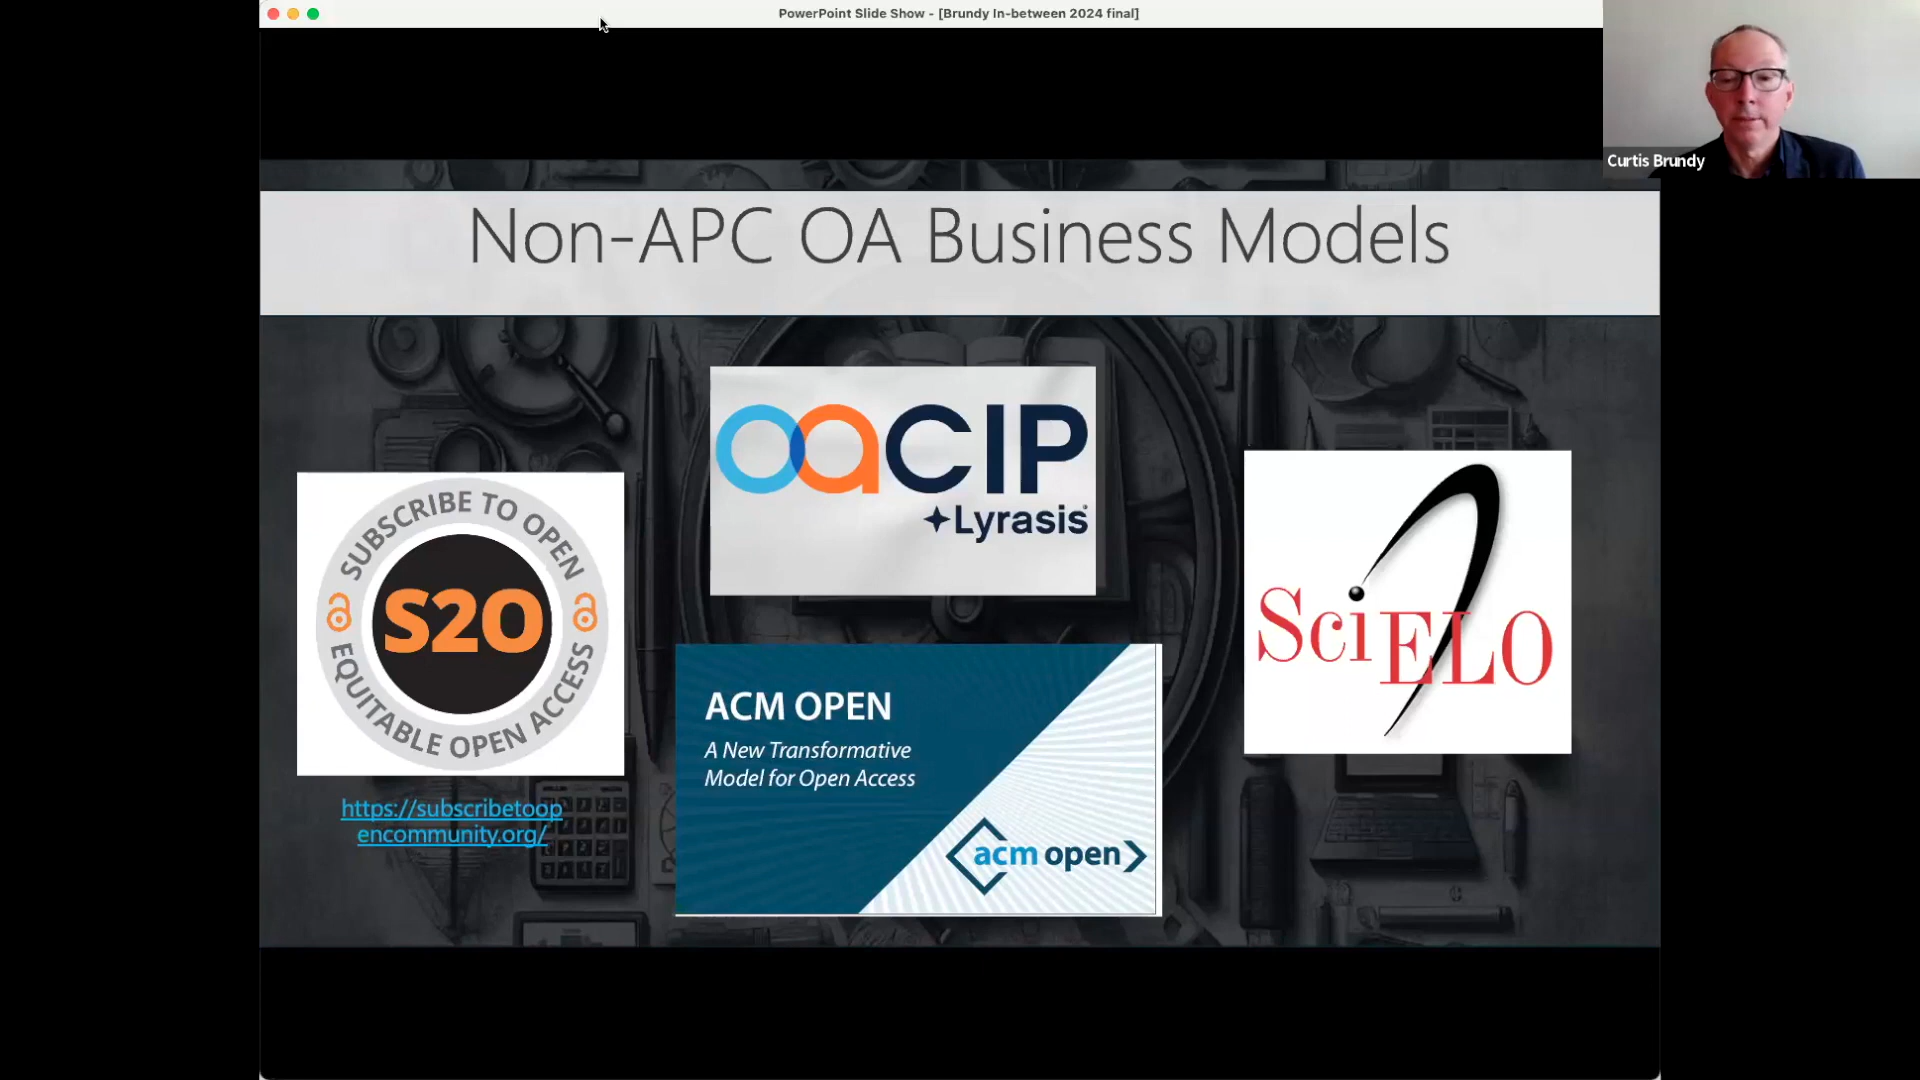 PowerPoint Slide Show - [Brundy In-between 2024 final]
Curtis Brundy
Non-APC OA Business Models
SUBSCRIBE TO OPEN
S2O
EQUITABLE OPEN ACCESS
https://subscribetoop
encommunity.org/
oaCIP
Lyrasis
ACM OPEN
A New Transformative
Model for Open Access
acm open
SciELO